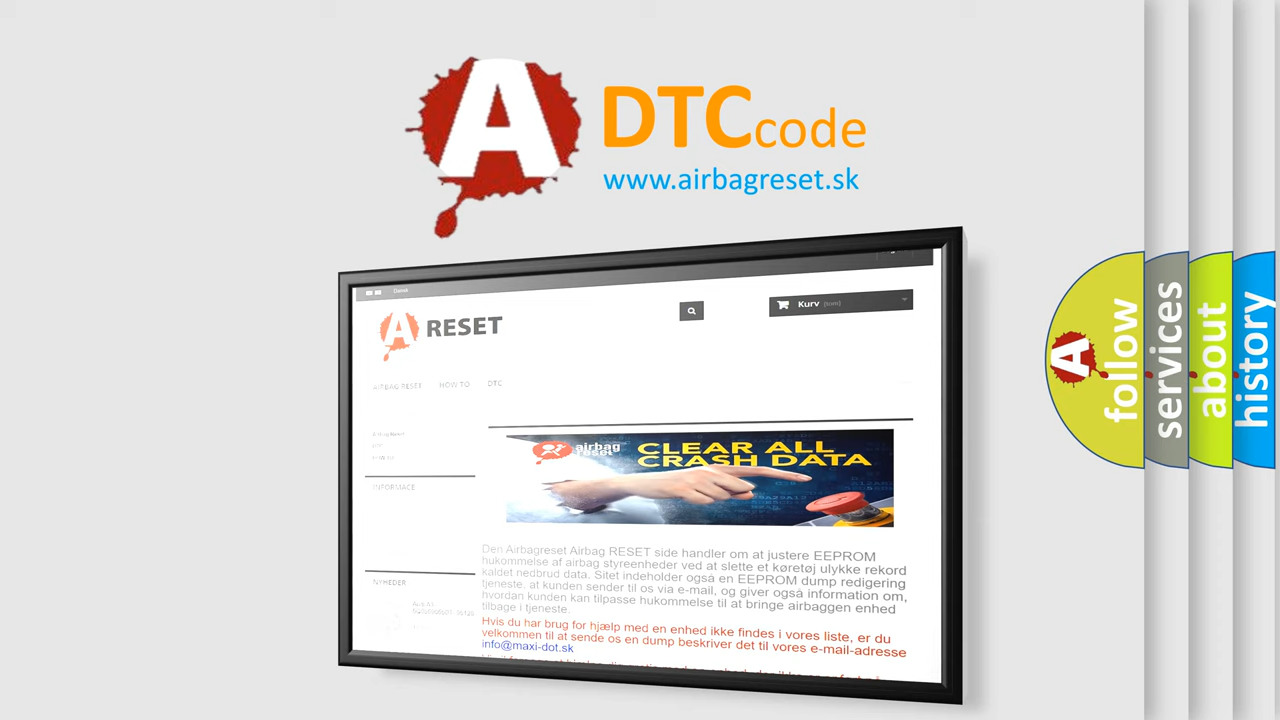 A
DTC code
www.airbagreset.sk
Dansk
A RESET
Kurv (tom)
AIRBAG RESET HOW TO DTC
INFORMACE
airbag
reset
CLEAR ALL
CRASH DATA
Den Airbagreset Airbag RESET side handler om at justere EEPROM
hukommelse af airbag styreenheder ved at slette et køretøj ulykke rekord
kaldet nedbrud data. Sitet indeholder også en EEPROM dump redigering
tjeneste, at kunden sender til os via e-mail, og giver også information om,
hvordan kunden kan tilpasse hukommelse til at bringe airbaggen enhed
tilbage i tjeneste.
Hvis du har brug for hjælp med en enhed ikke findes i vores liste, er du
velkommen til at sende os en dump beskriver det til vores e-mail-adresse
info@maxi-dot.sk
NYHEDER
A
follow
services
about
history